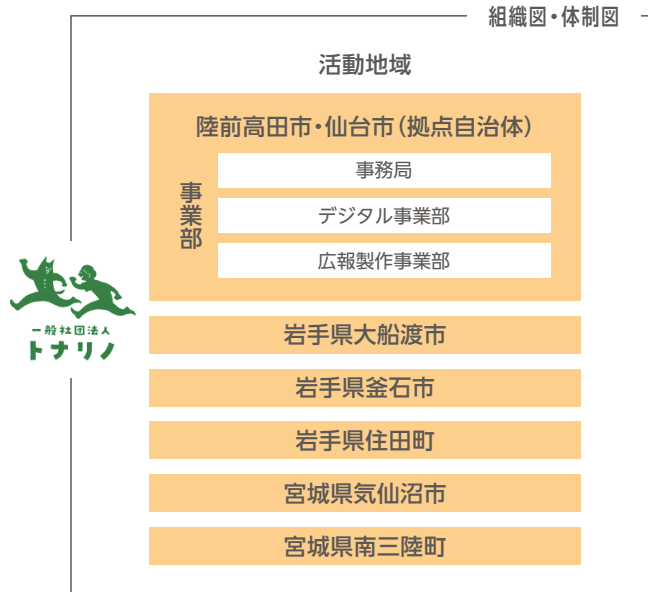 組織図・体制図
活動地域
陸前高田市・仙台市（拠点自治体）
事業部
事務局
デジタル事業部
広報製作事業部
一般社団法人
トナリノ
岩手県大船渡市
岩手県釜石市
岩手県住田町
宮城県気仙沼市
宮城県南三陸町